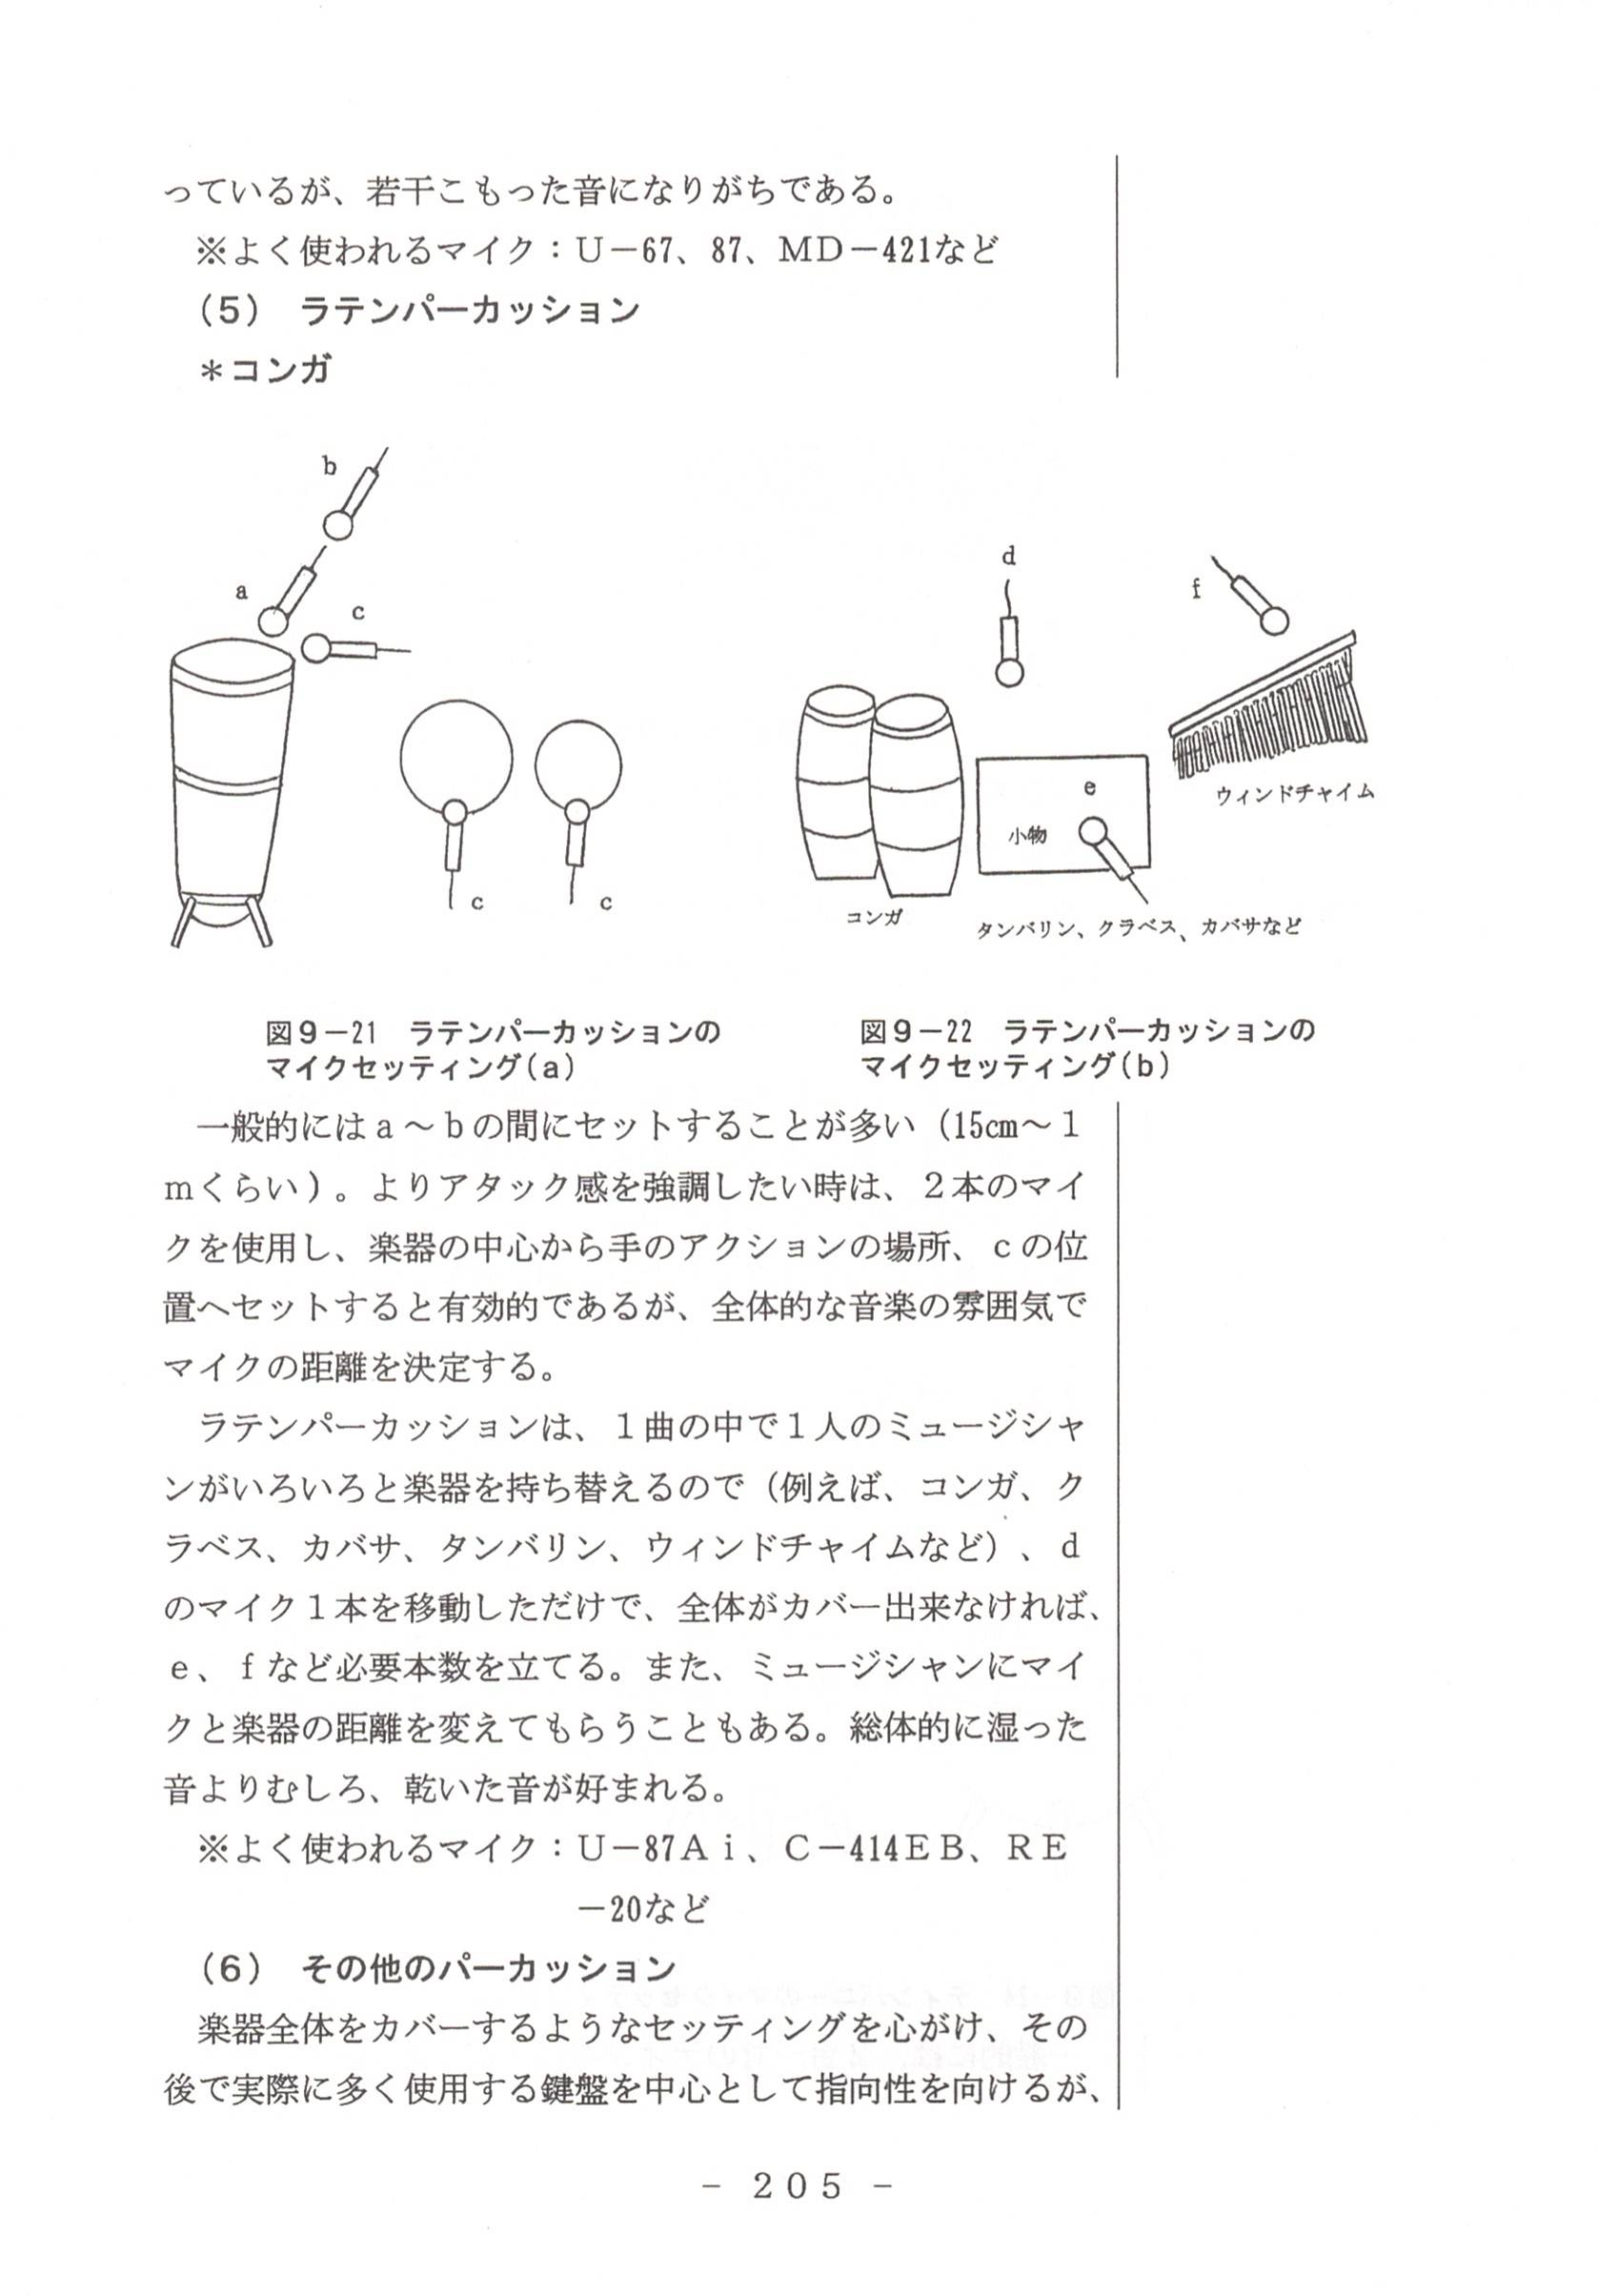 っているが、若干こもった音になりがちである。
※よく使われるマイク：Ｕ－67、87、ＭＤ－421など
（5）　ラテンパーカッション
＊コンガ
b
a
c
c
c
d
f
e
小物
ウィンドチャイム
コンガ
タンバリン、クラベス、カバサなど
図９－21　ラテンパーカッションの
マイクセッティング(a)
図９－22　ラテンパーカッションの
マイクセッティング(b)
一般的にはａ～ｂの間にセットすることが多い（15cm～１
ｍくらい）。よりアタック感を強調したい時は、２本のマイ
クを使用し、楽器の中心から手のアクションの場所、ｃの位
置へセットすると有効的であるが、全体的な音楽の雰囲気で
マイクの距離を決定する。
ラテンパーカッションは、１曲の中で１人のミュージシャ
ンがいろいろと楽器を持ち替えるので（例えば、コンガ、ク
ラベス、カバサ、タンバリン、ウィンドチャイムなど）、ｄ
のマイク１本を移動しただけで、全体がカバー出来なければ、
ｅ、ｆなど必要本数を立てる。また、ミュージシャンにマイ
クと楽器の距離を変えてもらうこともある。総体的に湿った
音よりむしろ、乾いた音が好まれる。
※よく使われるマイク：Ｕ－87Ａｉ、Ｃ－414ＥＢ、ＲＥ
－20など
（6）　その他のパーカッション
楽器全体をカバーするようなセッティングを心がけ、その
後で実際に多く使用する鍵盤を中心として指向性を向けるが、
－ 205 －